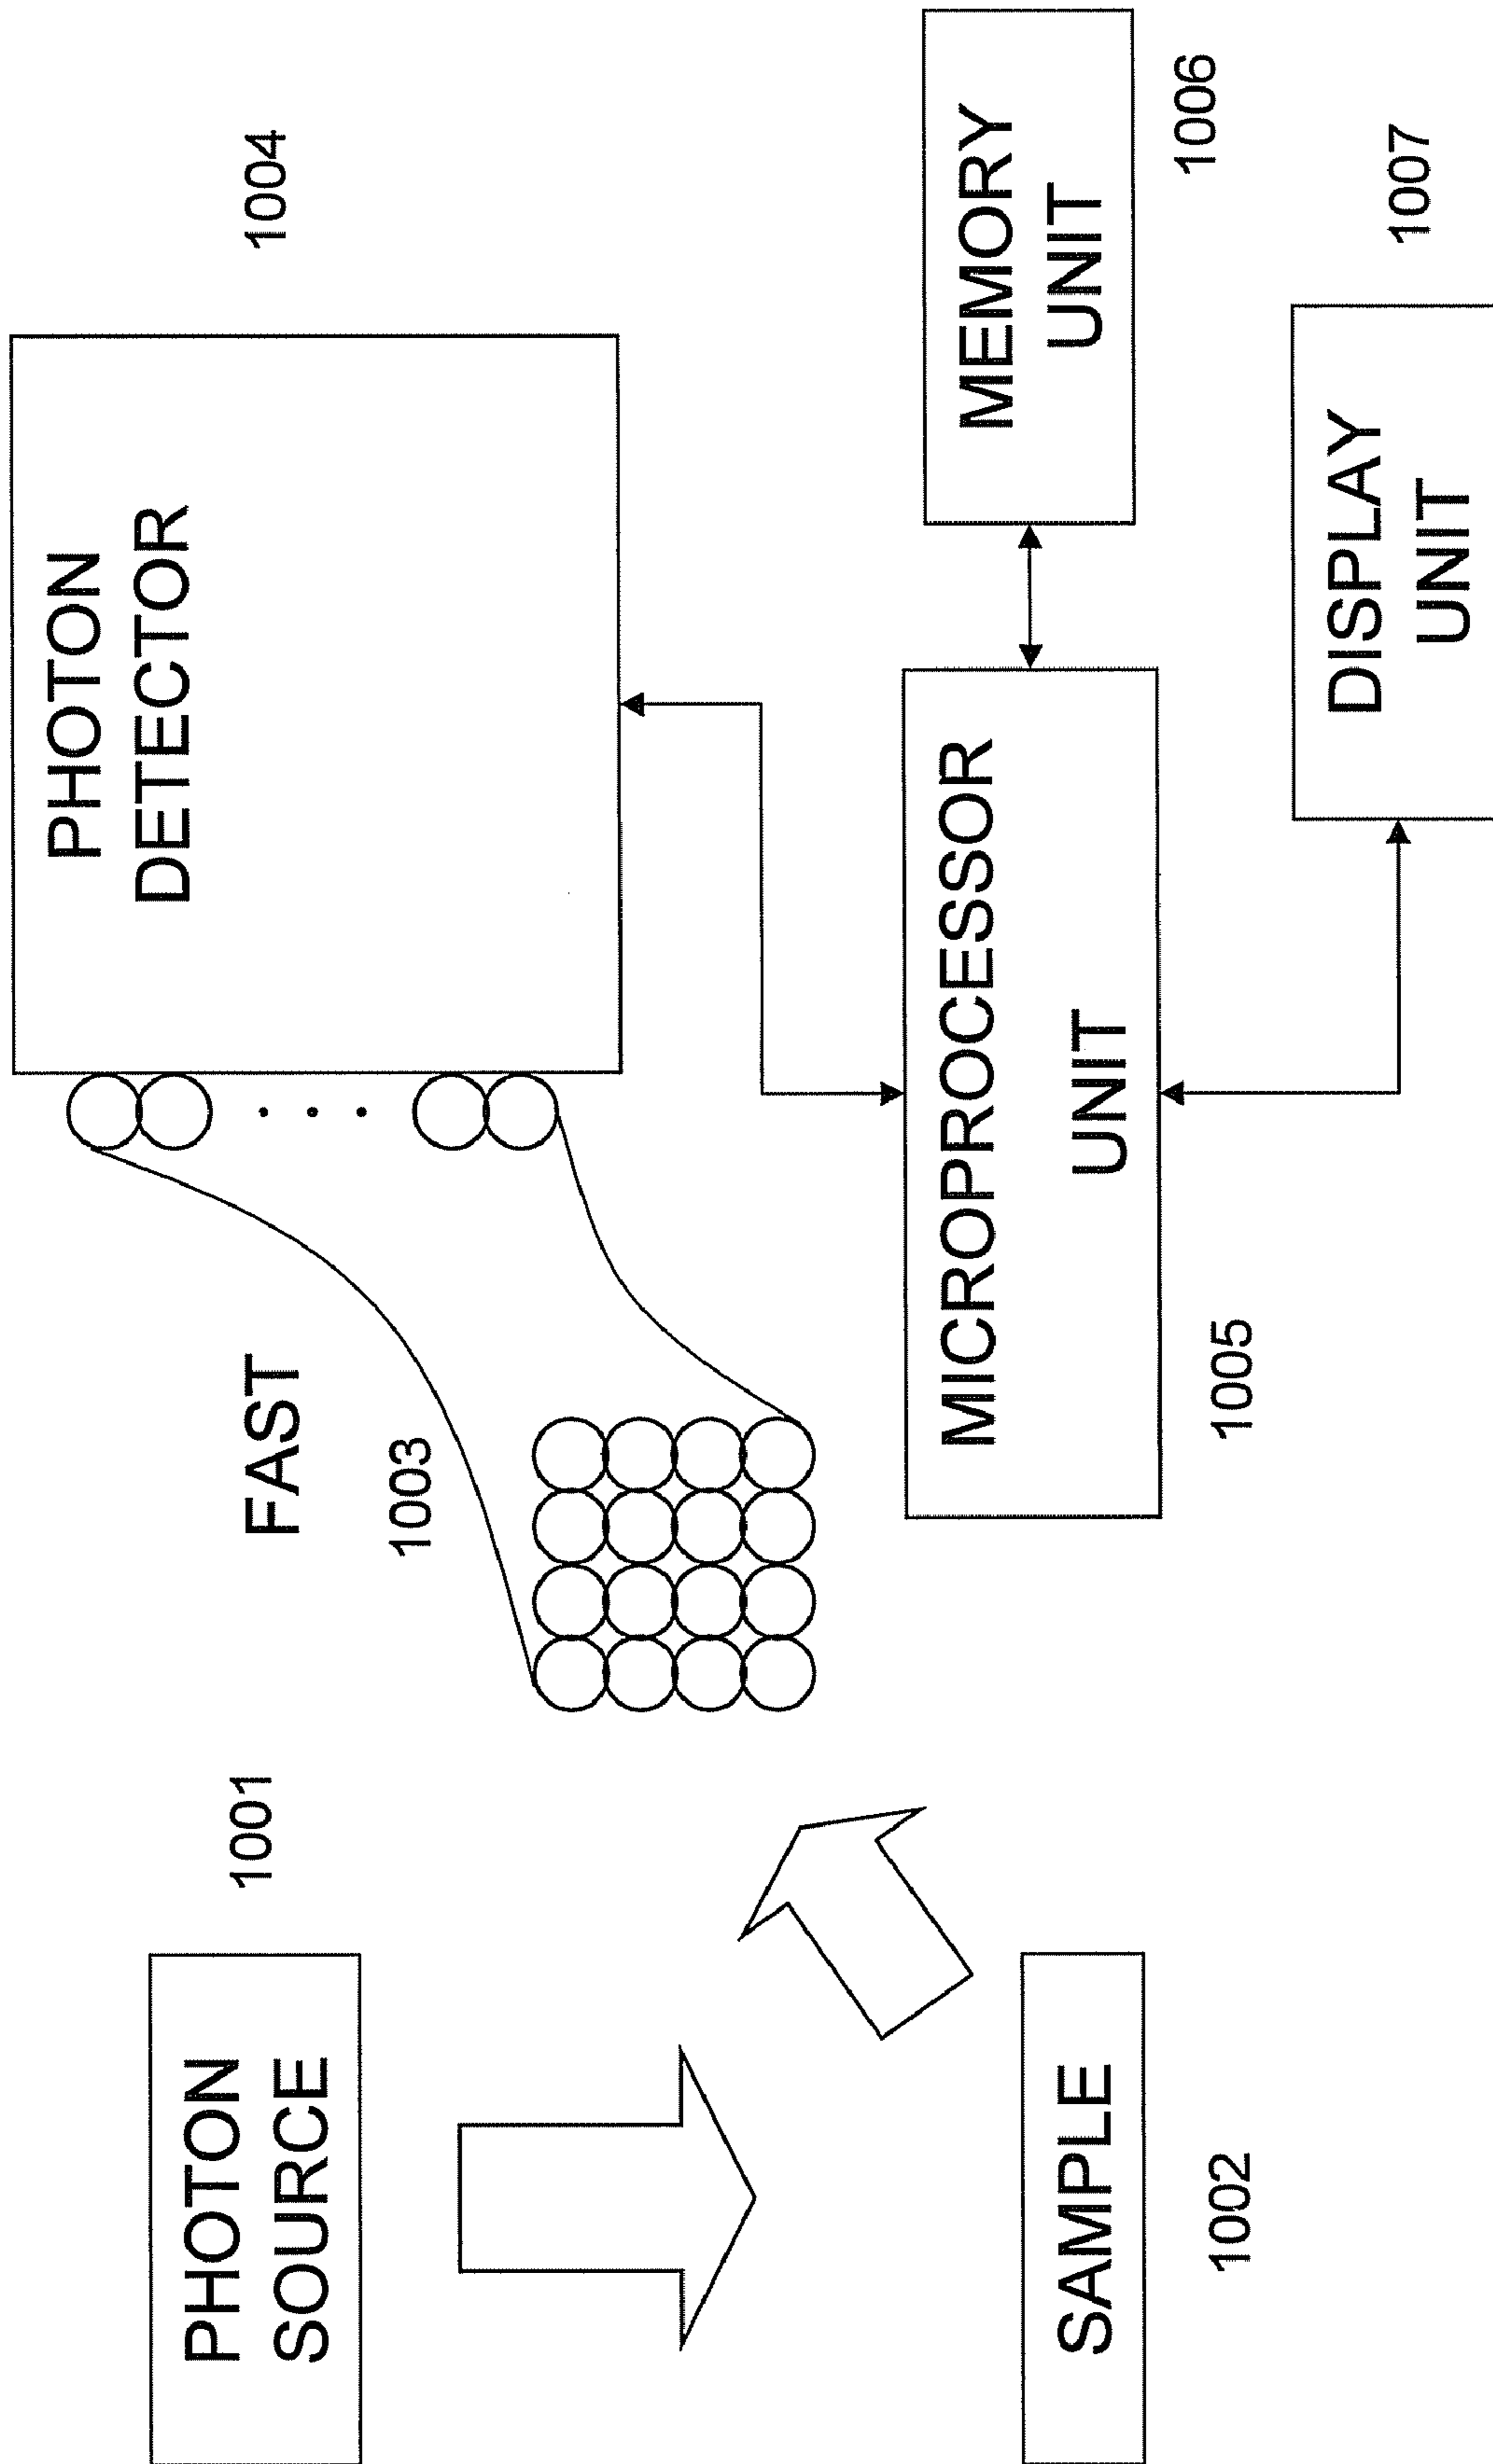 PHOTON
SOURCE
1001
SAMPLE
1002
FAST
1003
PHOTON
DETECTOR
1004
MICROPROCESSOR
UNIT
1005
MEMORY
UNIT
1006
DISPLAY
UNIT
1007